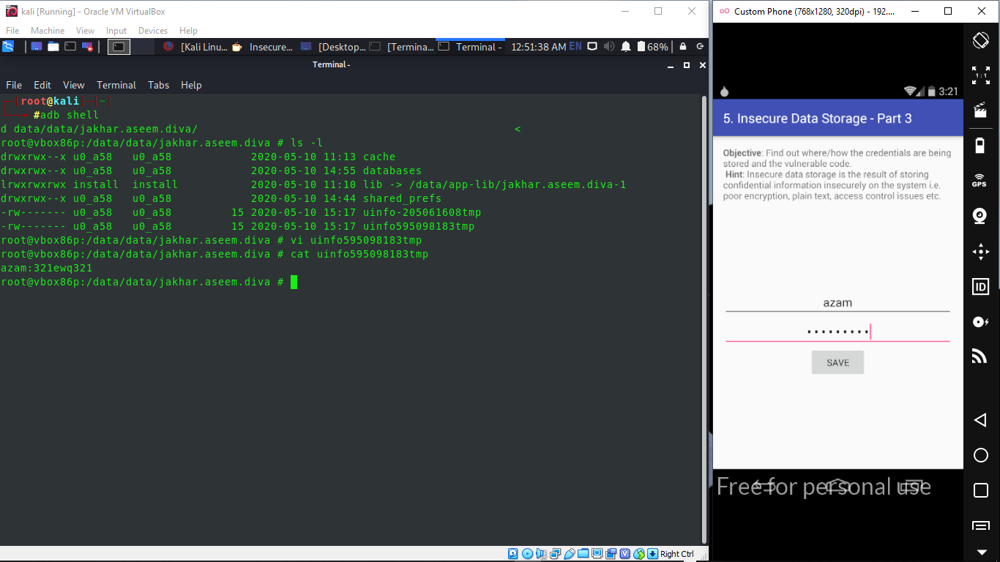 kali [Running] - Oracle VM VirtualBox
File Machine View Input Devices Help
[Kali Linu... Insecure... [Desktop... [Termina... Terminal - 12:51:38 AM EN 68%
Terminal -
File Edit View Terminal Tabs Help
[root@kali]—[~]
#adb shell
d data/data/jakhar.aseem.diva/ <
root@vbox86p:/data/data/jakhar.aseem.diva # ls -l
drwxrwx--x u0_a58 u0_a58 2020-05-10 11:13 cache
drwxrwx--x u0_a58 u0_a58 2020-05-10 14:55 databases
lrwxrwxrwx install install 2020-05-10 11:10 lib -> /data/app-lib/jakhar.aseem.diva-1
drwxrwx--x u0_a58 u0_a58 2020-05-10 14:44 shared_prefs
-rw------- u0_a58 u0_a58 15 2020-05-10 15:17 uinfo-205061608tmp
-rw------- u0_a58 u0_a58 15 2020-05-10 15:17 uinfo595098183tmp
root@vbox86p:/data/data/jakhar.aseem.diva # vi uinfo595098183tmp
root@vbox86p:/data/data/jakhar.aseem.diva # cat uinfo595098183tmp
azam:321ewq321
root@vbox86p:/data/data/jakhar.aseem.diva #
Right Ctrl
Custom Phone (768x1280, 320dpi) - 192....
3:21
5. Insecure Data Storage - Part 3
Objective: Find out where/how the credentials are being
stored and the vulnerable code.
Hint: Insecure data storage is the result of storing
confidential information insecurely on the system i.e.
poor encryption, plain text, access control issues etc.
azam
•••••••••
SAVE
Free for personal use
1:1
GPS
ID